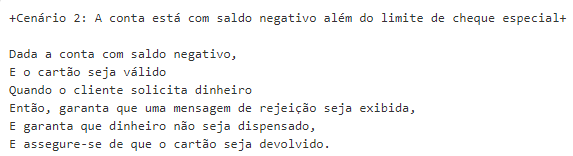 +Cenário 2: A conta está com saldo negativo além do limite de cheque especial+
Dada a conta com saldo negativo,
E o cartão seja válido
Quando o cliente solicita dinheiro
Então, garanta que uma mensagem de rejeição seja exibida,
E garanta que dinheiro não seja dispensado,
E assegure-se de que o cartão seja devolvido.